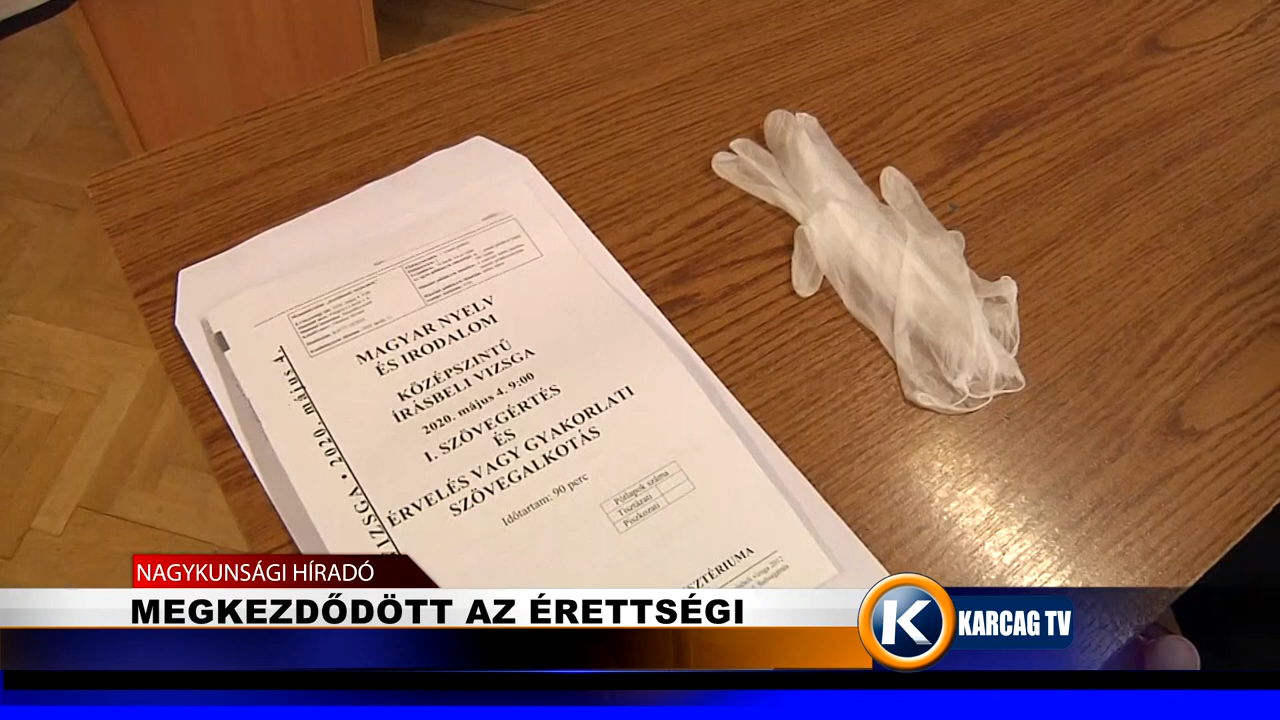 MAGYAR NYELV
ÉS IRODALOM
KÖZÉPSZINTŰ
ÍRÁSBELI VIZSGA
2020. május 4. 9:00
I. SZÖVEGÉRTÉS
ÉS
ÉRVELÉS VAGY GYAKORLATI
SZÖVEGALKOTÁS
Időtartam: 90 perc
Pótlapok száma
Tisztázati
Piszkozati
VIZSGA • 2020. május 4.
NAGYKUNSÁGI HÍRADÓ
MEGKEZDŐDÖTT AZ ÉRETTSÉGI
K
KARCAG TV